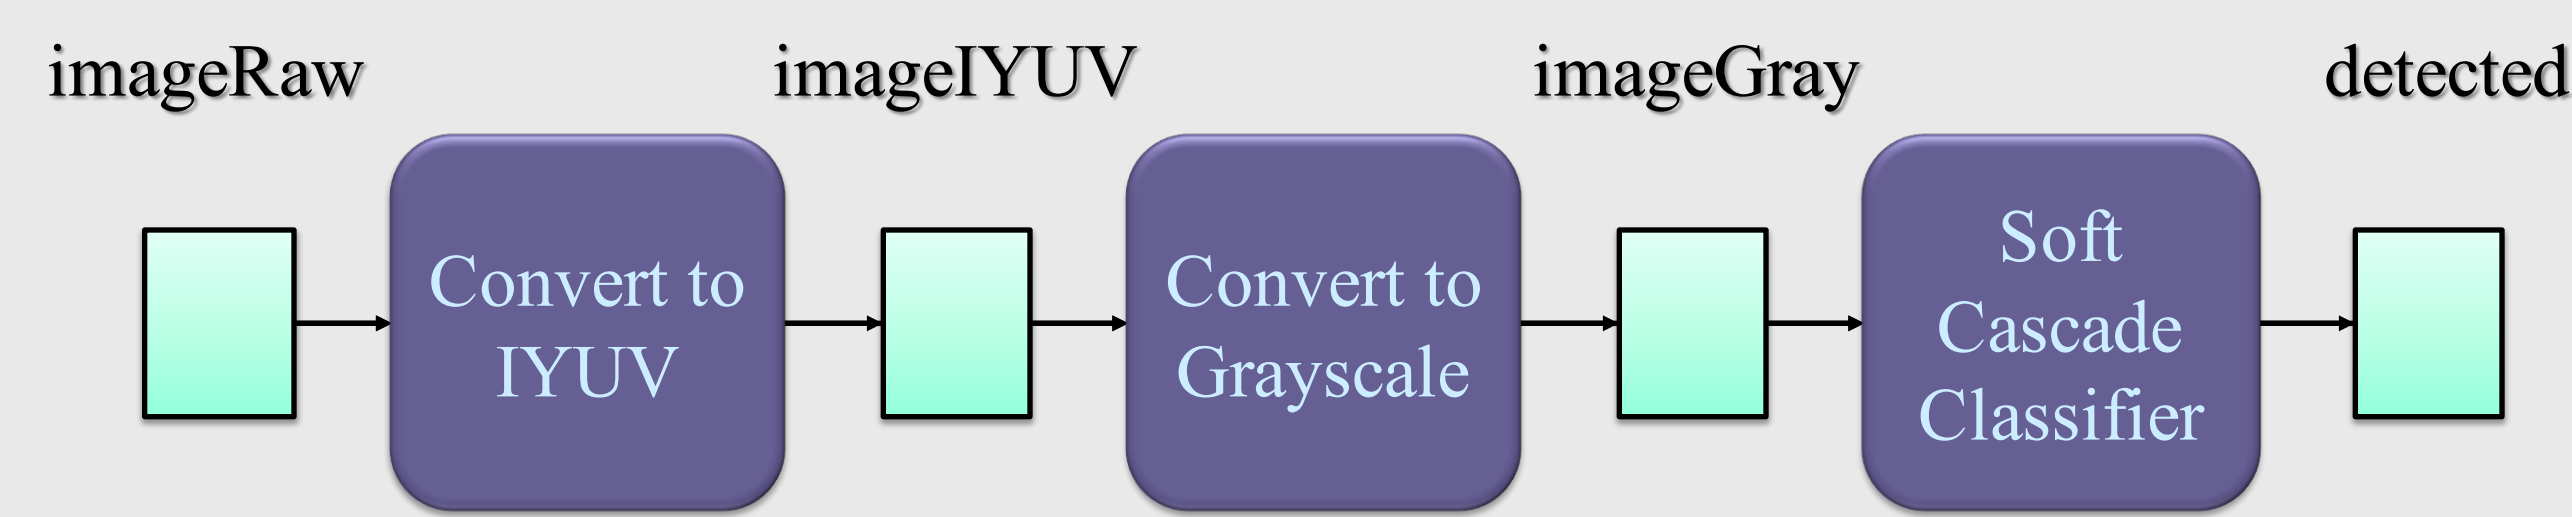 imageRaw
imageIYUV
imageGray
detected
Convert to
IYUV
Convert to
Grayscale
Soft
Cascade
Classifier